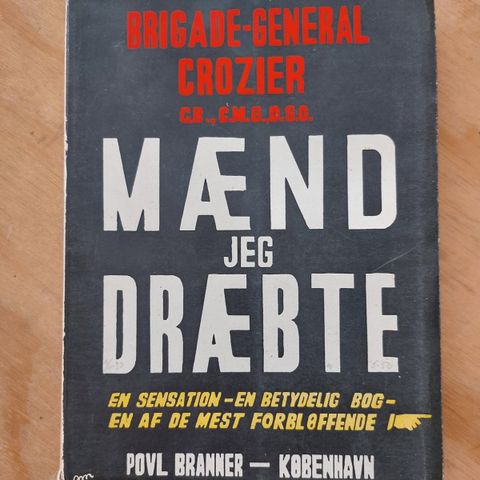 BRIGADE-GENERAL
CROZIER
C.B., C.M.G., D.S.O.
MÆND
JEG
DRÆBTE
EN SENSATION - EN BETYDELIG BOG -
EN AF DE MEST FORBLØFFENDE
POVL BRANNER — KØBENHAVN